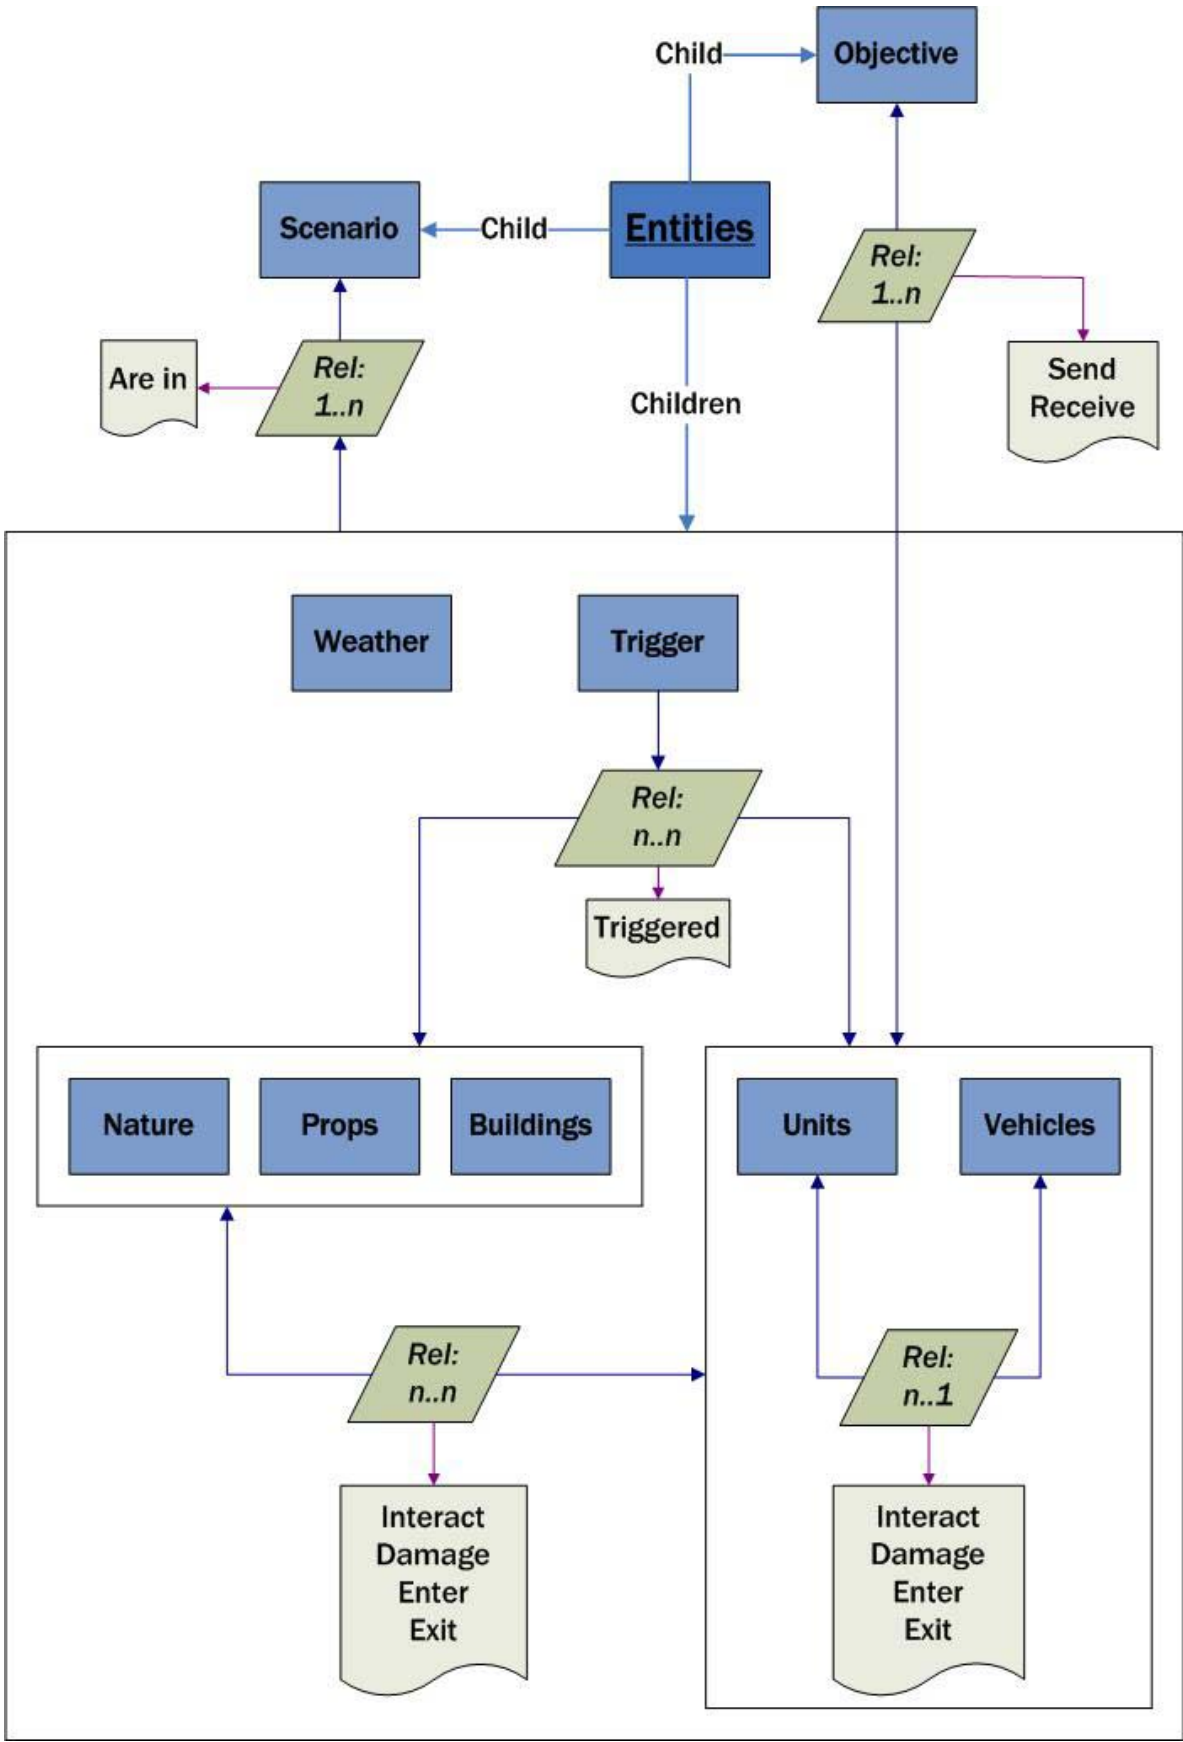 Child
Objective
Scenario
Child
Entities
Rel:
1..n
Are in
Rel:
1..n
Send
Receive
Children
Weather
Trigger
Rel:
n..n
Triggered
Nature
Props
Buildings
Units
Vehicles
Rel:
n..n
Rel:
n..1
Interact
Damage
Enter
Exit
Interact
Damage
Enter
Exit